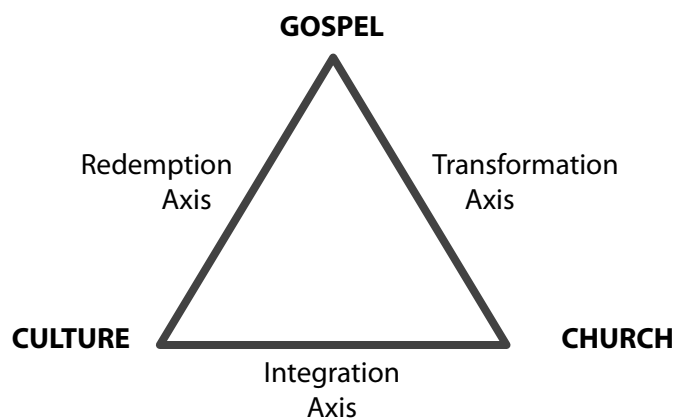 GOSPEL
Redemption
Axis
Transformation
Axis
CULTURE
CHURCH
Integration
Axis